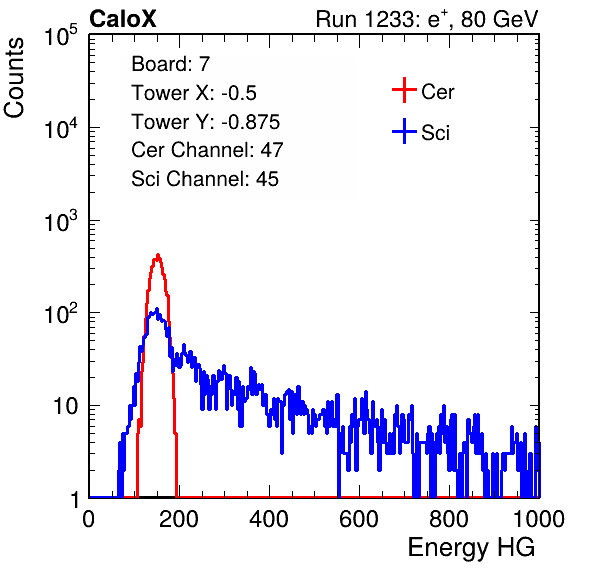 CaloX Run 1233: e⁺, 80 GeV
Counts
10⁵
10⁴
10³
10²
10
1
Board: 7
Tower X: -0.5
Tower Y: -0.875
Cer Channel: 47
Sci Channel: 45
Cer
Sci
0 200 400 600 800 1000
Energy HG